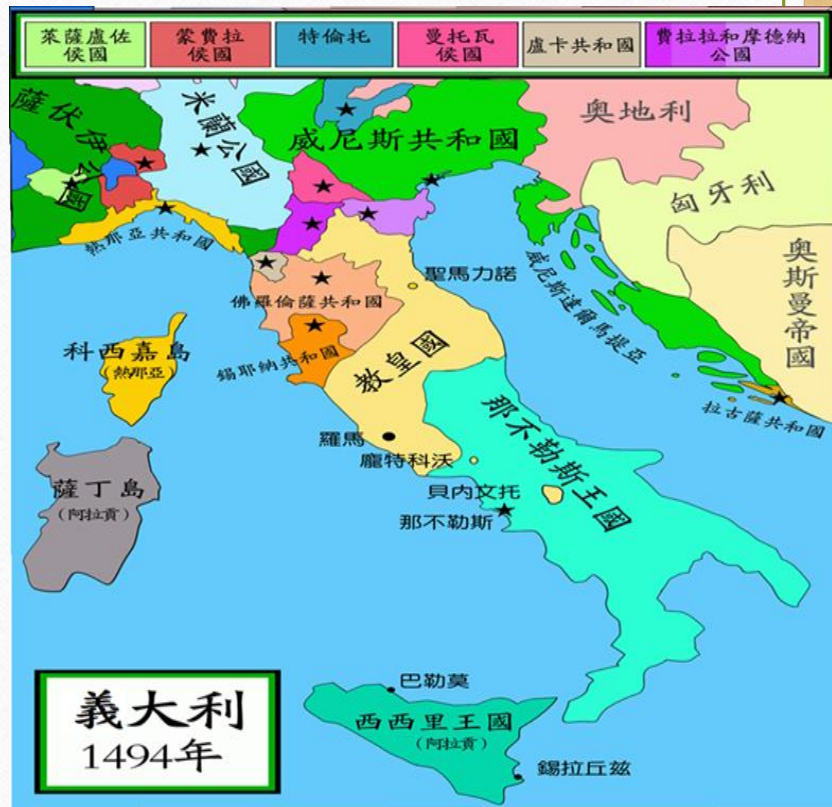 萊薩盧佐
侯國
蒙費拉
侯國
特倫托
曼托瓦
侯國
盧卡共和國
費拉拉和摩德納
公國
薩伏伊公國
米蘭公國
威尼斯共和國
奧地利
匈牙利
奧斯曼帝國
熱那亞共和國
聖馬力諾
威尼斯達爾馬提亞
佛羅倫薩共和國
錫耶納共和國
科西嘉島
(熱那亞)
教皇國
拉古薩共和國
那不勒斯王國
羅馬
龐特科沃
薩丁島
(阿拉貢)
貝內文托
那不勒斯
巴勒莫
西西里王國
(阿拉貢)
錫拉丘茲
義大利
1494年